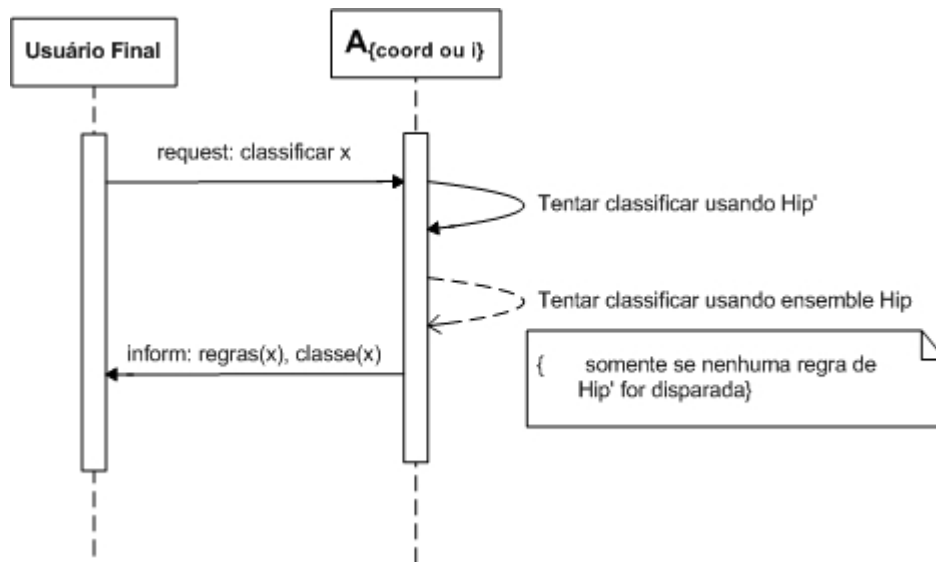 Usuário Final
A{coord ou i}
request: classificar x
Tentar classificar usando Hip'
Tentar classificar usando ensemble Hip
inform: regras(x), classe(x)
{ somente se nenhuma regra de
Hip' for disparada}